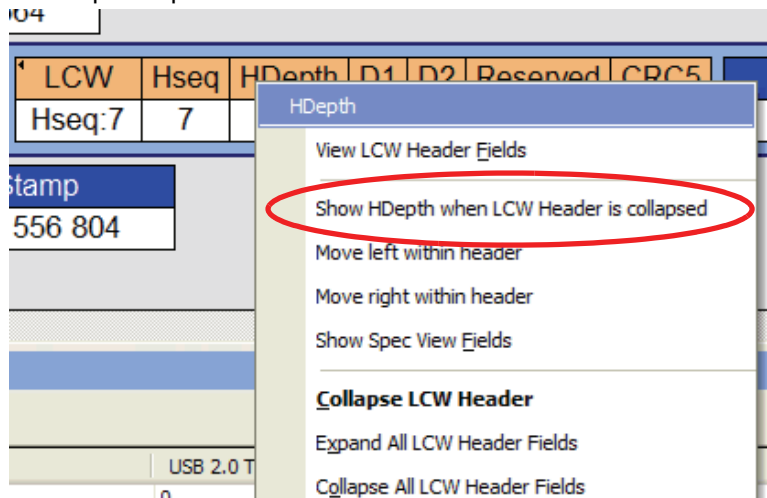 LCW Hseq HDepth D1 D2 Reserved CRC5
Hseq:7 7
HDepth
View LCW Header Fields
Show HDepth when LCW Header is collapsed
556 804
Move left within header
Move right within header
Show Spec View Fields
Collapse LCW Header
Expand All LCW Header Fields
USB 2.0 T
Collapse All LCW Header Fields